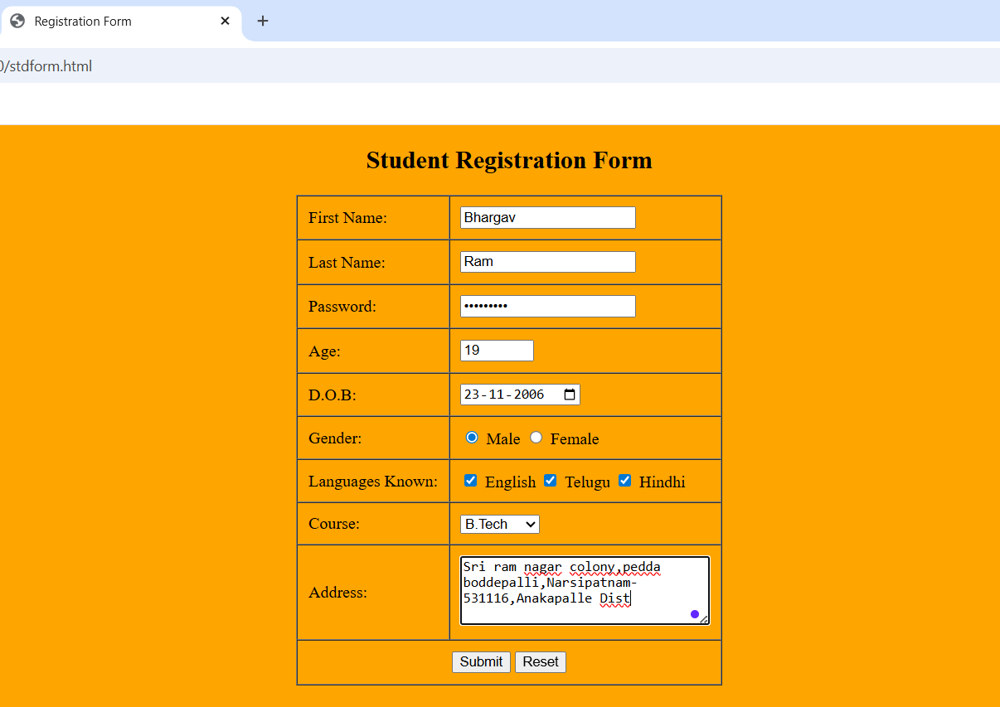 Registration Form
0/stdform.html
Student Registration Form
First Name: Bhargav
Last Name: Ram
Password: •••••••••
Age: 19
D.O.B: 23-11-2006
Gender: Male Female
Languages Known: English Telugu Hindhi
Course: B.Tech
Address:
Sri ram nagar colony,pedda
boddepalli,Narsipatnam-
531116,Anakapalle Dist
Submit Reset